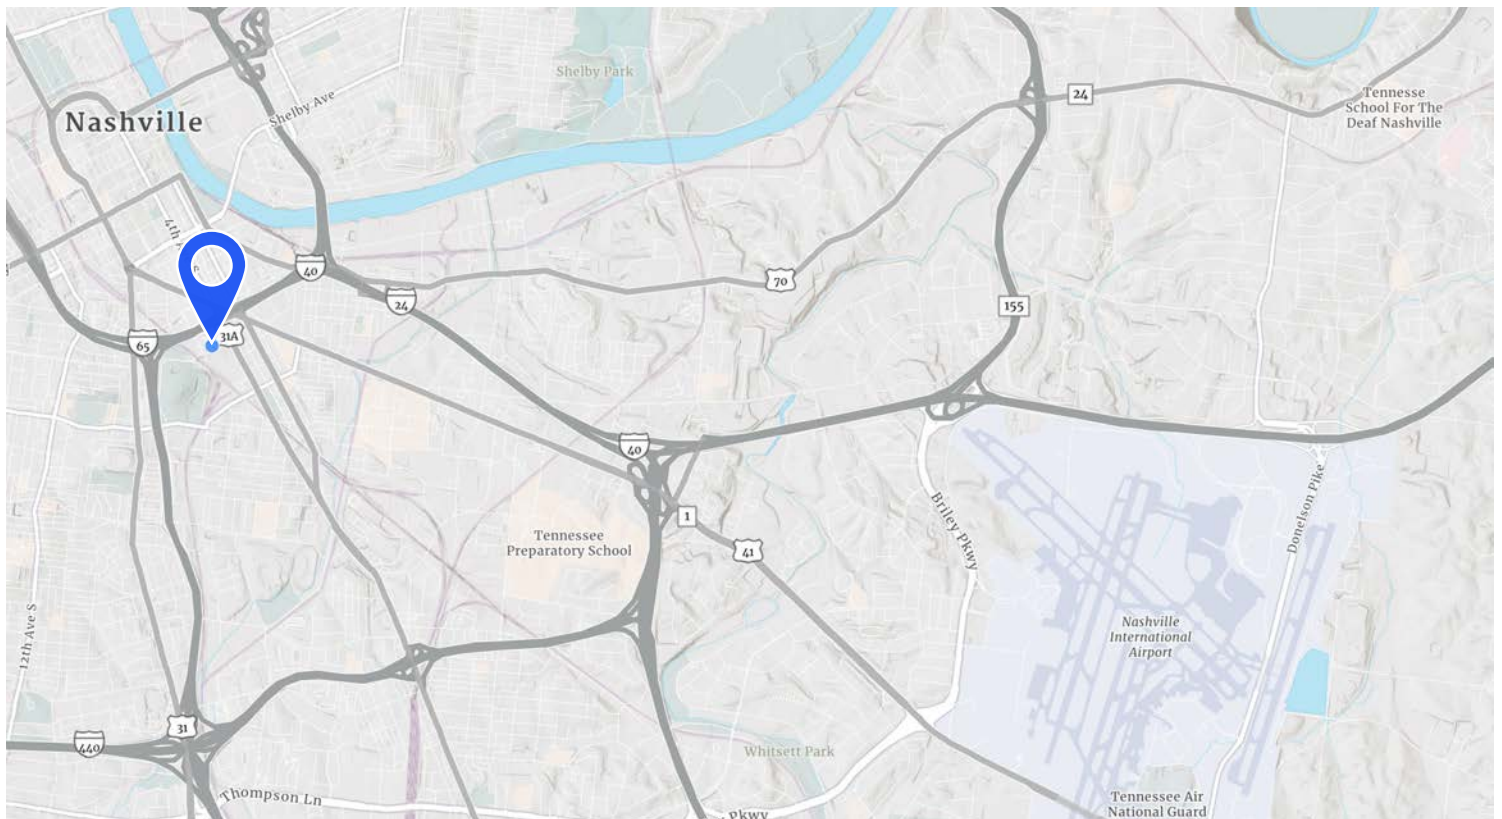 Shelby Park
24
Tennesse
School For The
Deaf Nashville
Shelby Ave
Nashville
4th
40
70
24
155
31A
65
40
Briley Pkwy
Donelson Pike
1
Tennessee
Preparatory School
41
12th Ave S
Nashville
International
Airport
31
440
Whitsett Park
Thompson Ln
Tennessee Air
National Guard
Pkwy